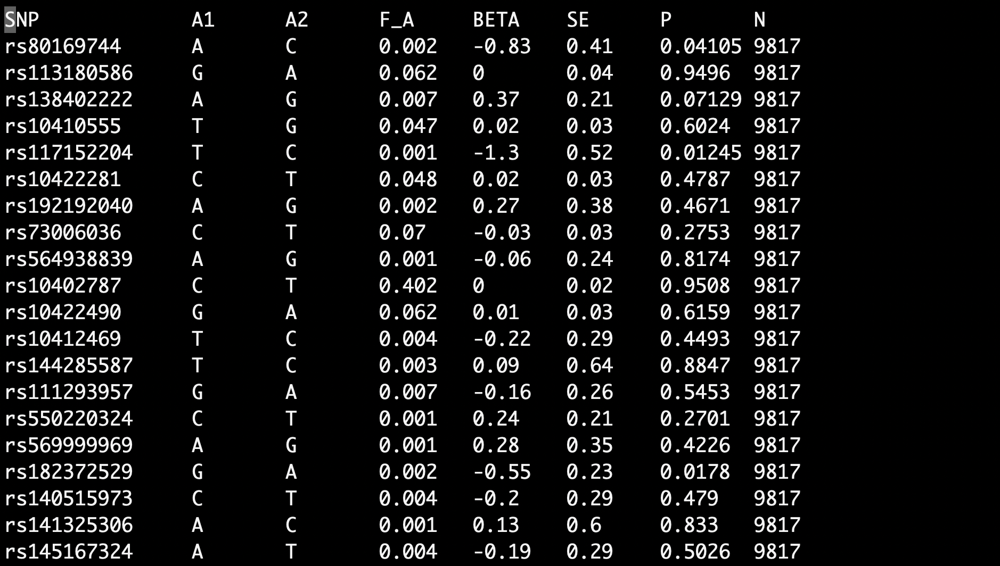 SNP A1 A2 F_A BETA SE P N
rs80169744 A C 0.002 -0.83 0.41 0.04105 9817
rs113180586 G A 0.062 0 0.04 0.9496 9817
rs138402222 A G 0.007 0.37 0.21 0.07129 9817
rs10410555 T G 0.047 0.02 0.03 0.6024 9817
rs117152204 T C 0.001 -1.3 0.52 0.01245 9817
rs10422281 C T 0.048 0.02 0.03 0.4787 9817
rs192192040 A G 0.002 0.27 0.38 0.4671 9817
rs73006036 C T 0.07 -0.03 0.03 0.2753 9817
rs564938839 A G 0.001 -0.06 0.24 0.8174 9817
rs10402787 C T 0.402 0 0.02 0.9508 9817
rs10422490 G A 0.062 0.01 0.03 0.6159 9817
rs10412469 T C 0.004 -0.22 0.29 0.4493 9817
rs144285587 T C 0.003 0.09 0.64 0.8847 9817
rs111293957 G A 0.007 -0.16 0.26 0.5453 9817
rs550220324 C T 0.001 0.24 0.21 0.2701 9817
rs569999969 A G 0.001 0.28 0.35 0.4226 9817
rs182372529 G A 0.002 -0.55 0.23 0.0178 9817
rs140515973 C T 0.004 -0.2 0.29 0.479 9817
rs141325306 A C 0.001 0.13 0.6 0.833 9817
rs145167324 A T 0.004 -0.19 0.29 0.5026 9817